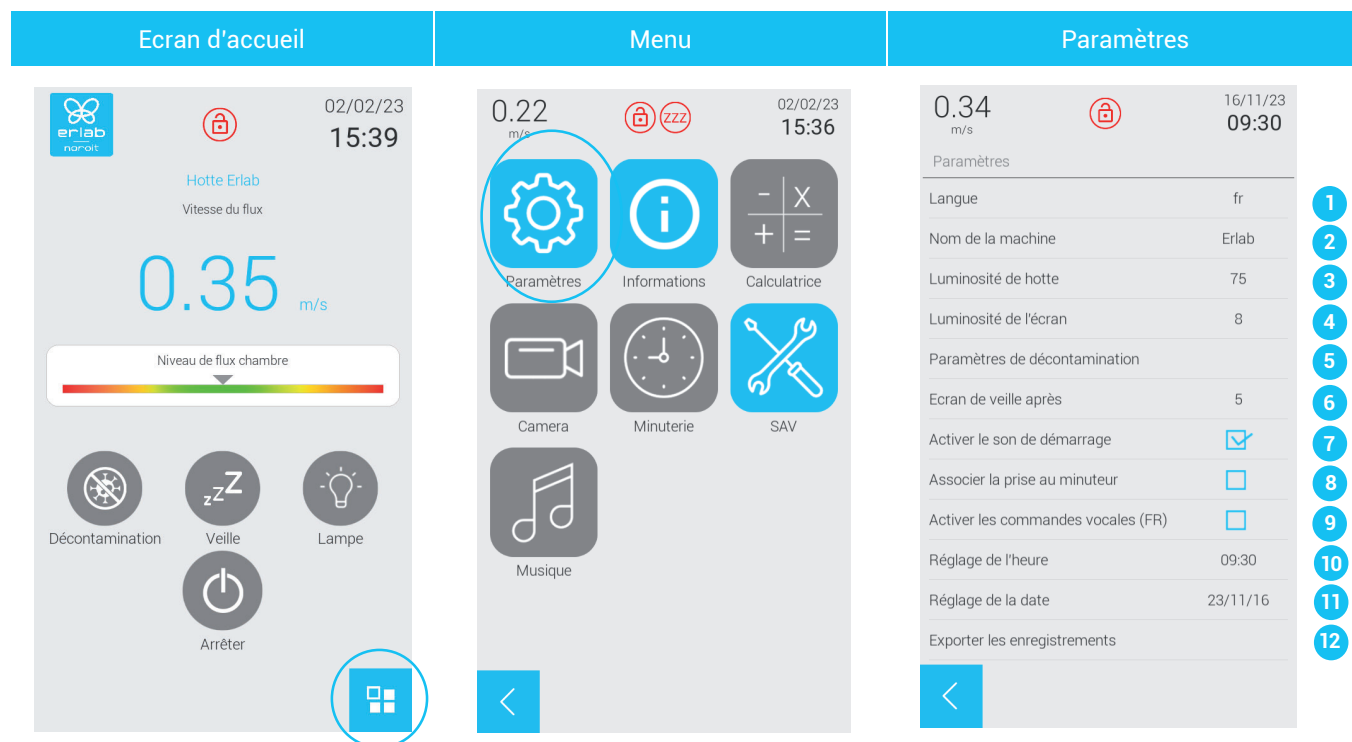 Ecran d'accueil
Menu
Paramètres
erlab
noroit
02/02/23
15:39
Hotte Erlab
Vitesse du flux
0.35 m/s
Niveau de flux chambre
Décontamination
zzZ
Veille
Lampe
Arrêter
0.22
m/s
ZZZ
02/02/23
15:36
Paramètres
Informations
Calculatrice
Camera
Minuterie
SAV
Musique
0.34
m/s
16/11/23
09:30
Paramètres
Langue fr 1
Nom de la machine Erlab 2
Luminosité de hotte 75 3
Luminosité de l'écran 8 4
Paramètres de décontamination 5
Ecran de veille après 5 6
Activer le son de démarrage 7
Associer la prise au minuteur 8
Activer les commandes vocales (FR) 9
Réglage de l'heure 09:30 10
Réglage de la date 23/11/16 11
Exporter les enregistrements 12